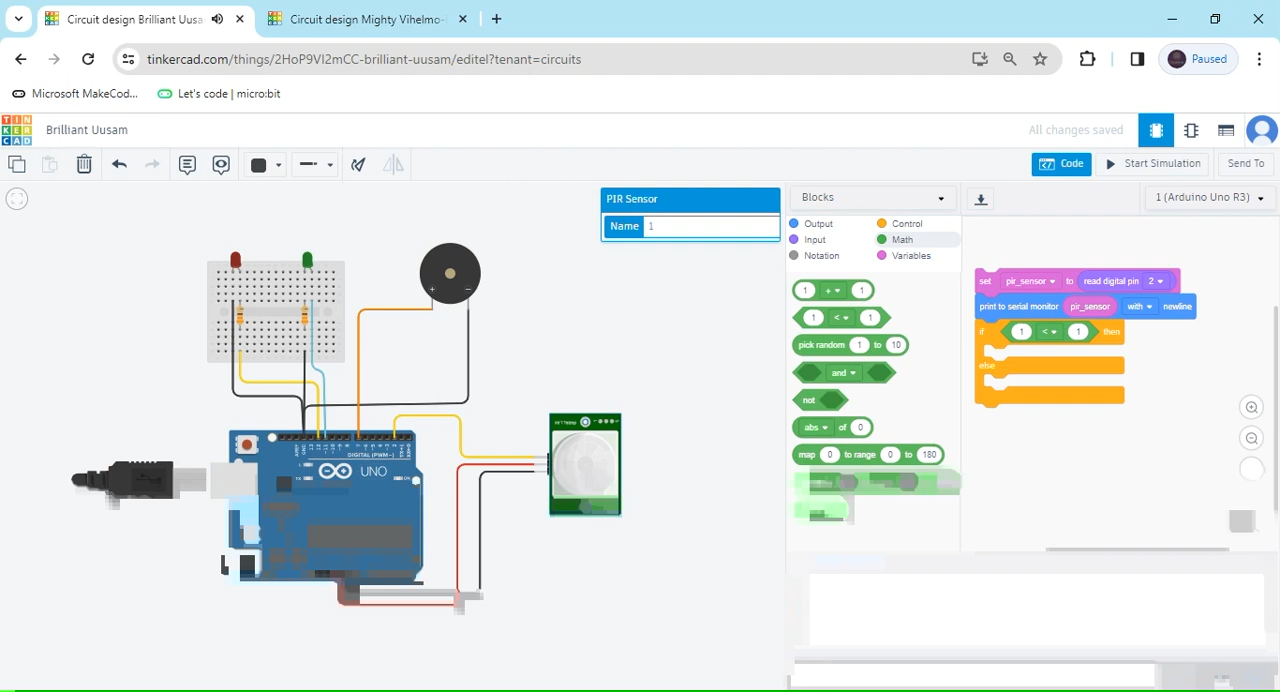 Circuit design Brilliant Uusa
Circuit design Mighty Vihelmo-
tinkercad.com/things/2HoP9VI2mCC-brilliant-uusam/editel?tenant=circuits
Paused
Microsoft MakeCod...
Let's code | micro:bit
TIN
KER
CAD
Brilliant Uusam
All changes saved
Code
Start Simulation
Send To
PIR Sensor
Name 1
Blocks
1 (Arduino Uno R3)
Output
Control
Input
Math
Notation
Variables
1 + 1
1 < 1
pick random 1 to 10
and
not
abs of 0
map 0 to range 0 to 180
set pir_sensor to read digital pin 2
print to serial monitor pir_sensor with newline
if 1 < 1 then
else
DIGITAL (PWM~)
UNO